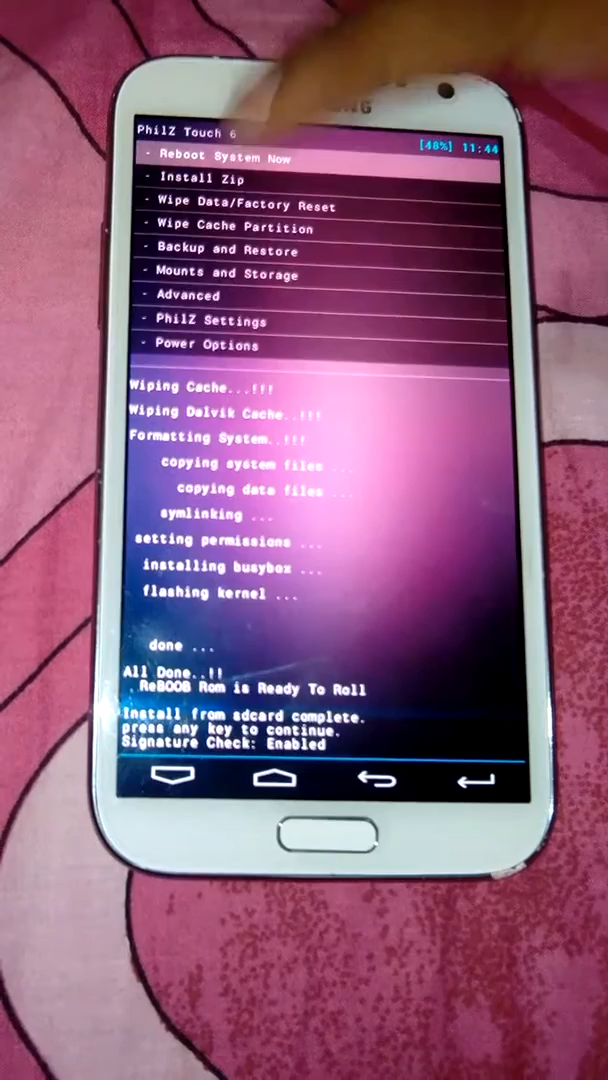 PhilZ Touch 6
[48%] 11:44
- Reboot System Now
- Install Zip
- Wipe Data/Factory Reset
- Wipe Cache Partition
- Backup and Restore
- Mounts and Storage
- Advanced
- PhilZ Settings
- Power Options
Wiping Cache...!!!
Wiping Dalvik Cache..!!!
Formatting System..!!!
copying system files ...
copying data files ...
symlinking ...
setting permissions ...
installing busybox ...
flashing kernel ...
done ...
All Done..!!
.ReBOOB Rom is Ready To Roll
Install from sdcard complete.
press any key to continue.
Signature Check: Enabled